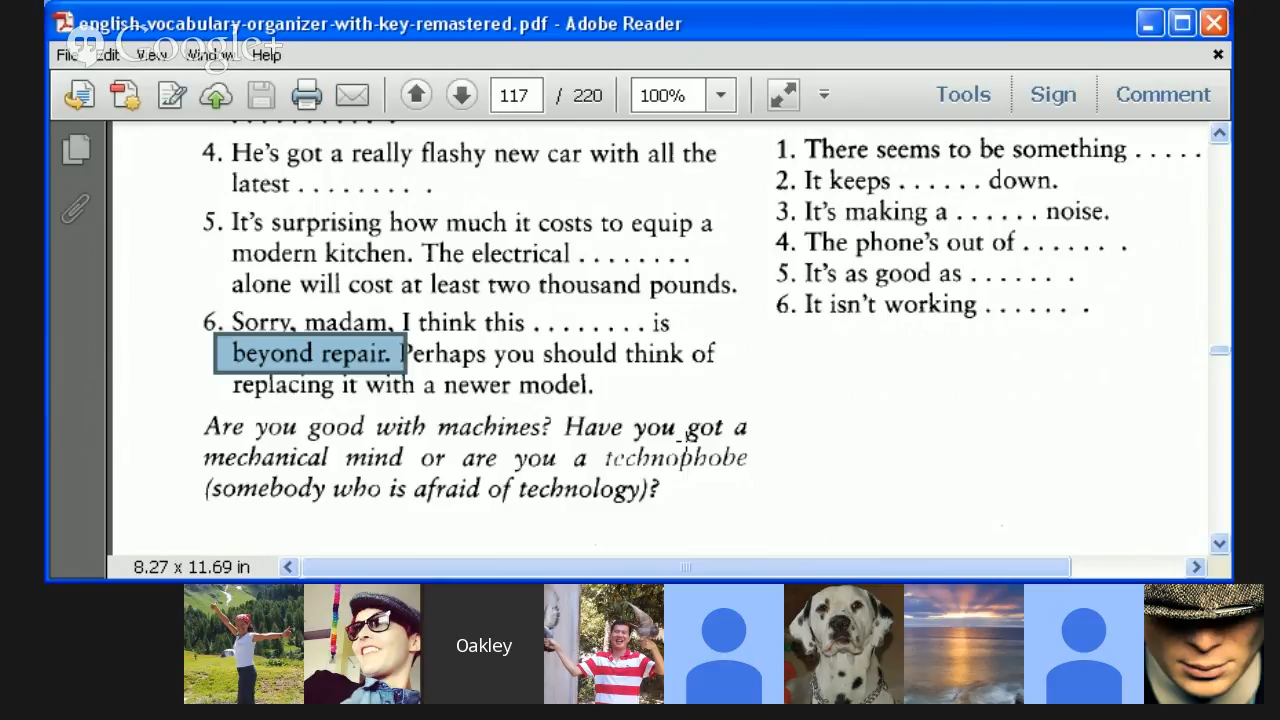 english-vocabulary-organizer-with-key-remastered.pdf - Adobe Reader
Google+
File Edit View Window Help
117 / 220 100% Tools Sign Comment
4. He's got a really flashy new car with all the
latest . . . . . . . . .
5. It's surprising how much it costs to equip a
modern kitchen. The electrical . . . . . . . .
alone will cost at least two thousand pounds.
6. Sorry, madam, I think this . . . . . . . . is
beyond repair. Perhaps you should think of
replacing it with a newer model.
Are you good with machines? Have you got a
mechanical mind or are you a technophobe
(somebody who is afraid of technology)?
1. There seems to be something . . . . .
2. It keeps . . . . . . down.
3. It's making a . . . . . . noise.
4. The phone's out of . . . . . . . .
5. It's as good as . . . . . . . .
6. It isn't working . . . . . . . .
8.27 x 11.69 in
Oakley